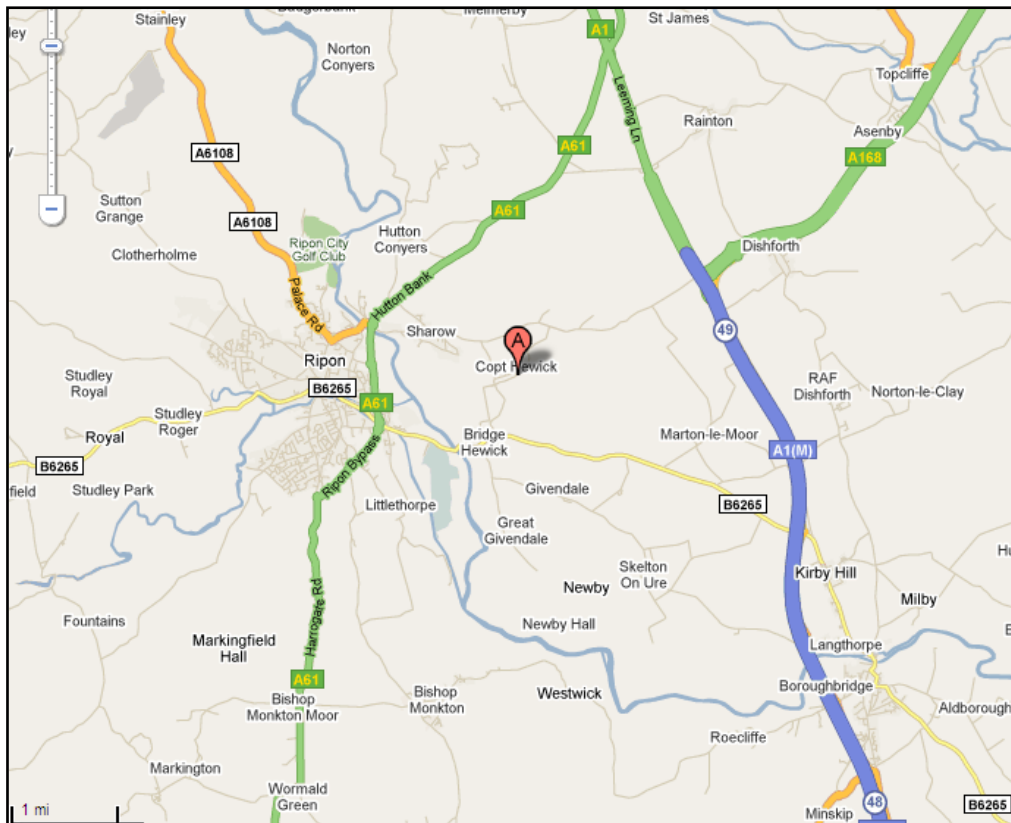 Stainley
Melmerby
St James
A1
Norton
Conyers
Topcliffe
Leeming Ln
Rainton
Asenby
A6108
A61
A168
Sutton
Grange
A6108
A61
Hutton
Conyers
Ripon City
Golf Club
Dishforth
Clotherholme
Palace Rd
Hutton Bank
Sharow
49
A
Copt Hewick
Ripon
Studley
Royal
B6265
RAF
Dishforth
Norton-le-Clay
A61
Studley
Roger
Royal
Bridge
Hewick
Marton-le-Moor
A1(M)
B6265
field
Studley Park
Ripon Bypass
Littlethorpe
Givendale
B6265
Great
Givendale
Skelton
On Ure
Kirby Hill
Newby
Milby
Harrogate Rd
Fountains
Newby Hall
Markingfield
Hall
Langthorpe
A61
Bishop
Monkton Moor
Bishop
Monkton
Westwick
Boroughbridge
Aldborough
Roecliffe
Markington
Wormald
Green
1 mi
Minskip
48
B6265